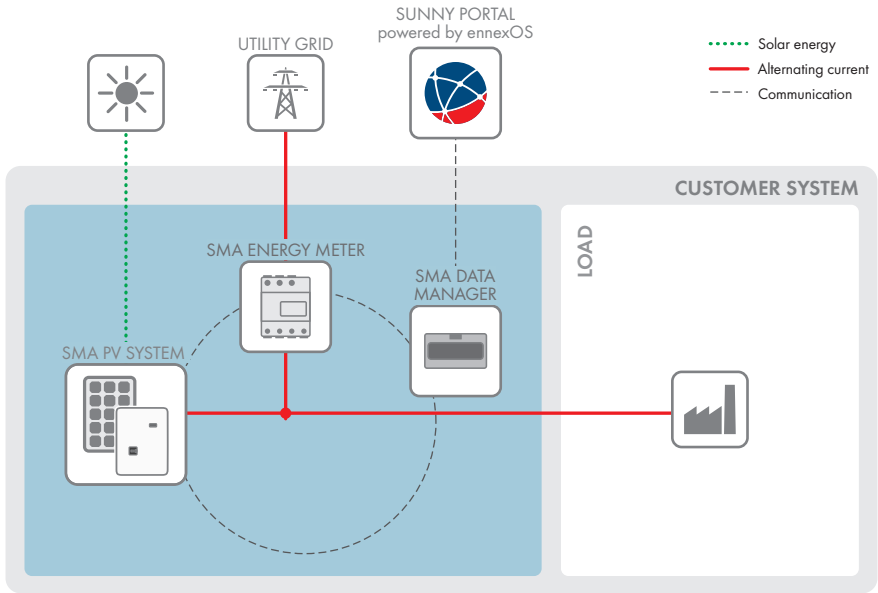 SUNNY PORTAL
powered by ennexOS
UTILITY GRID
Solar energy
Alternating current
Communication
CUSTOMER SYSTEM
LOAD
SMA ENERGY METER
SMA DATA
MANAGER
SMA PV SYSTEM